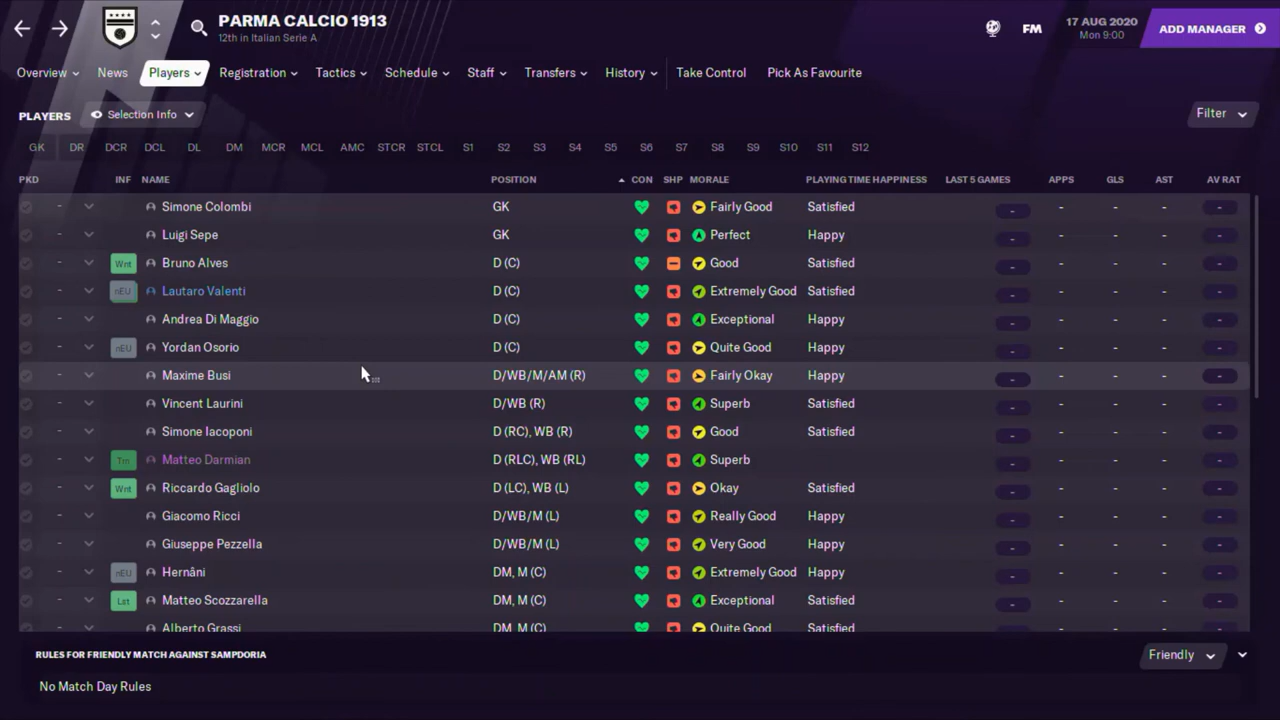 PARMA CALCIO 1913
12th in Italian Serie A
FM
17 AUG 2020
Mon 9:00
ADD MANAGER
Overview News Players Registration Tactics Schedule Staff Transfers History Take Control Pick As Favourite
PLAYERS Selection Info Filter
GK DR DCR DCL DL DM MCR MCL AMC STCR STCL S1 S2 S3 S4 S5 S6 S7 S8 S9 S10 S11 S12
PKD INF NAME POSITION CON SHP MORALE PLAYING TIME HAPPINESS LAST 5 GAMES APPS GLS AST AV RAT
- Simone Colombi GK Fairly Good Satisfied - - - - -
- Luigi Sepe GK Perfect Happy - - - - -
- Wnt Bruno Alves D (C) Good Satisfied - - - - -
- nEU Lautaro Valenti D (C) Extremely Good Satisfied - - - - -
- Andrea Di Maggio D (C) Exceptional Happy - - - - -
- nEU Yordan Osorio D (C) Quite Good Happy - - - - -
- Maxime Busi D/WB/M/AM (R) Fairly Okay Happy - - - - -
- Vincent Laurini D/WB (R) Superb Satisfied - - - - -
- Simone Iacoponi D (RC), WB (R) Good Satisfied - - - - -
- Trn Matteo Darmian D (RLC), WB (RL) Superb - - - - -
- Wnt Riccardo Gagliolo D (LC), WB (L) Okay Satisfied - - - - -
- Giacomo Ricci D/WB/M (L) Really Good Happy - - - - -
- Giuseppe Pezzella D/WB/M (L) Very Good Happy - - - - -
- nEU Hernâni DM, M (C) Extremely Good Happy - - - - -
- Lst Matteo Scozzarella DM, M (C) Exceptional Satisfied - - - - -
- Alberto Grassi DM, M (C) Quite Good Satisfied - - - - -
RULES FOR FRIENDLY MATCH AGAINST SAMPDORIA Friendly
No Match Day Rules